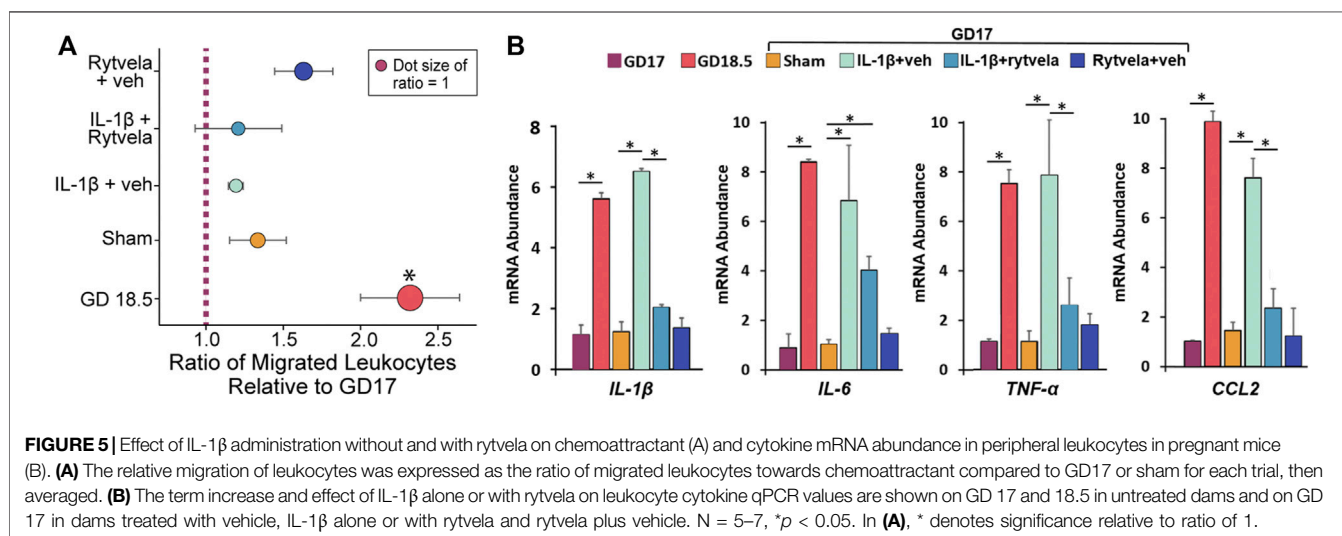 A
Rytvela
+ veh
IL-1β +
Rytvela
IL-1β + veh
Sham
GD 18.5
Dot size of
ratio = 1
*
1.0 1.5 2.0 2.5
Ratio of Migrated Leukocytes
Relative to GD17
B
GD17
GD17 GD18.5 Sham IL-1β+veh IL-1β+rytvela Rytvela+veh
mRNA Abundance
8
6
4
2
0
* * *
IL-1β
mRNA Abundance
10
8
6
4
2
0
* * *
IL-6
mRNA Abundance
10
8
6
4
2
0
* * *
TNF-α
mRNA Abundance
10
8
6
4
2
0
* * *
CCL2
FIGURE 5 | Effect of IL-1β administration without and with rytvela on chemoattractant (A) and cytokine mRNA abundance in peripheral leukocytes in pregnant mice
(B). (A) The relative migration of leukocytes was expressed as the ratio of migrated leukocytes towards chemoattractant compared to GD17 or sham for each trial, then
averaged. (B) The term increase and effect of IL-1β alone or with rytvela on leukocyte cytokine qPCR values are shown on GD 17 and 18.5 in untreated dams and on GD
17 in dams treated with vehicle, IL-1β alone or with rytvela and rytvela plus vehicle. N = 5–7, *p < 0.05. In (A), * denotes significance relative to ratio of 1.